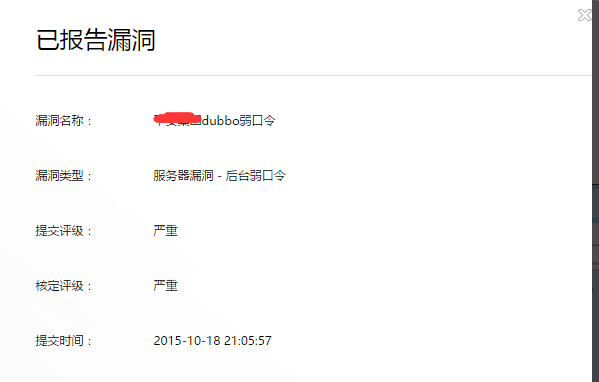 已报告漏洞
漏洞名称： dubbo弱口令
漏洞类型： 服务器漏洞 - 后台弱口令
提交评级： 严重
核定评级： 严重
提交时间： 2015-10-18 21:05:57